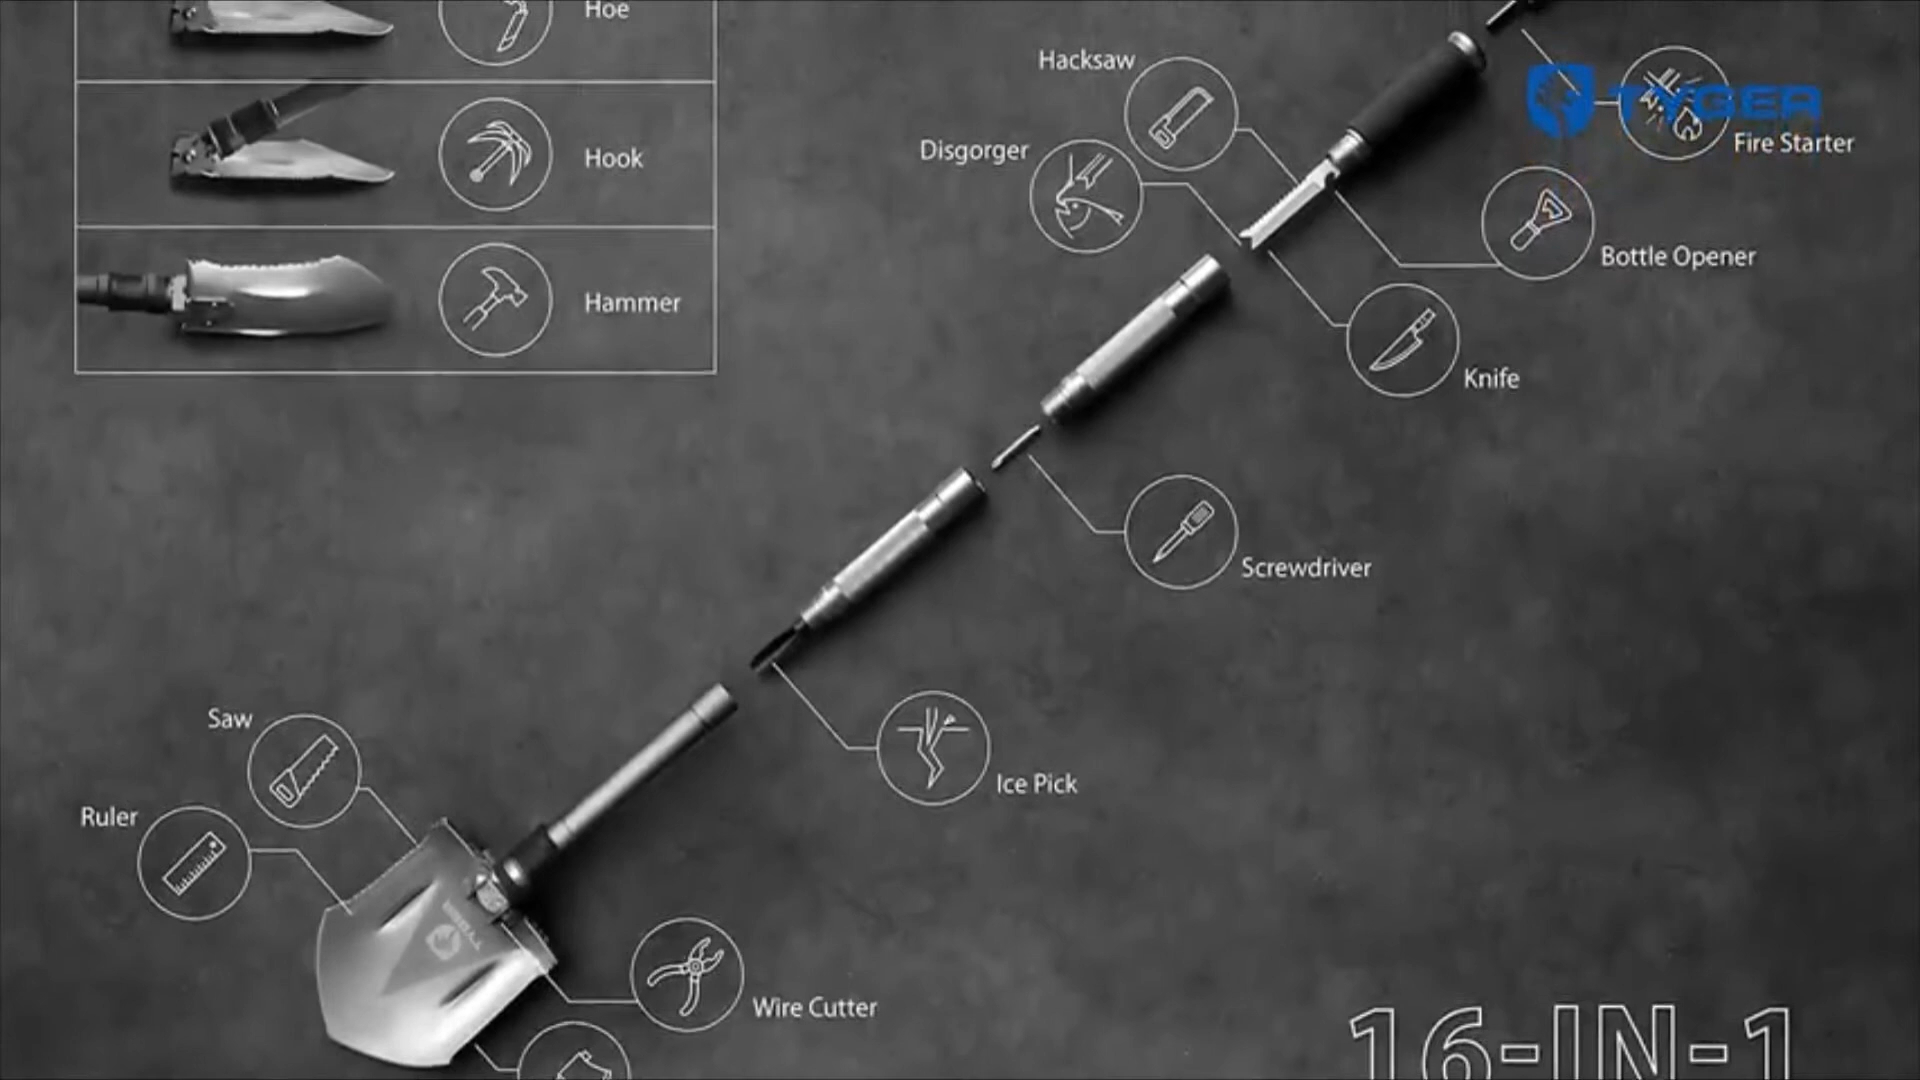 Hoe
Hook
Hammer
Hacksaw
Disgorger
TYGER
Fire Starter
Bottle Opener
Knife
Screwdriver
Ice Pick
Saw
Ruler
TYGER
Wire Cutter
16-IN-1